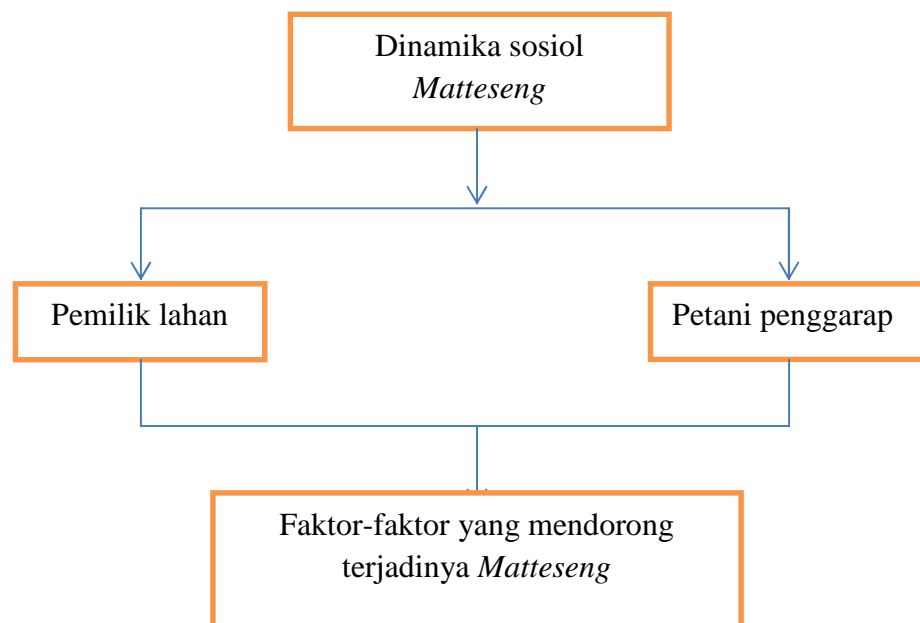 Dinamika sosiol
Matteseng
Pemilik lahan
Petani penggarap
Faktor-faktor yang mendorong
terjadinya Matteseng